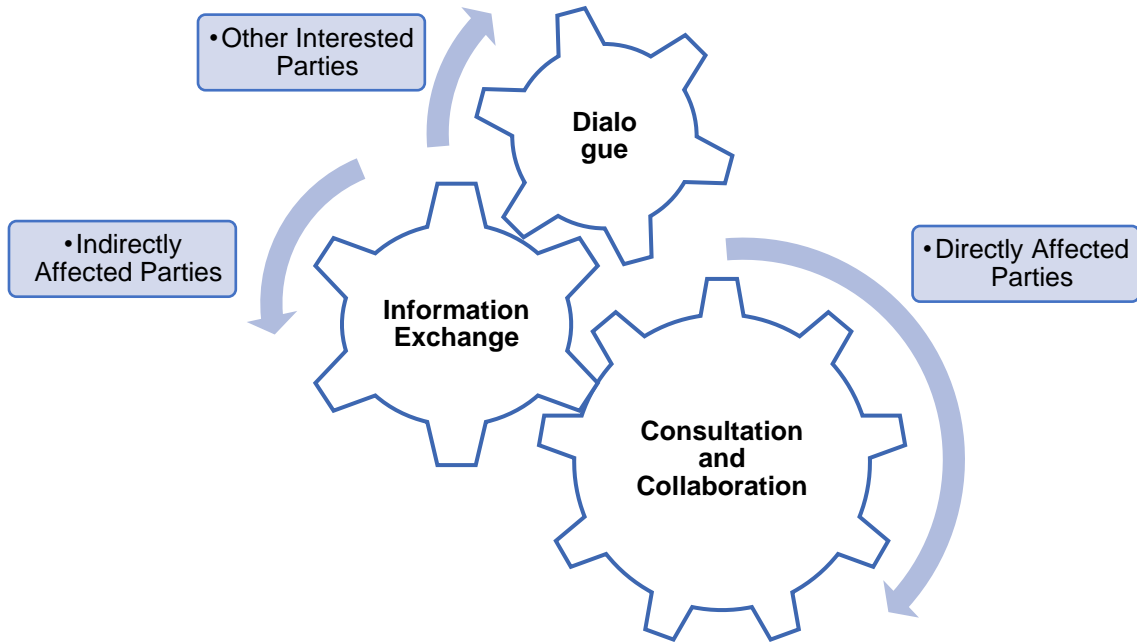 •Other Interested
Parties
Dialo
gue
•Indirectly
Affected Parties
•Directly Affected
Parties
Information
Exchange
Consultation
and
Collaboration